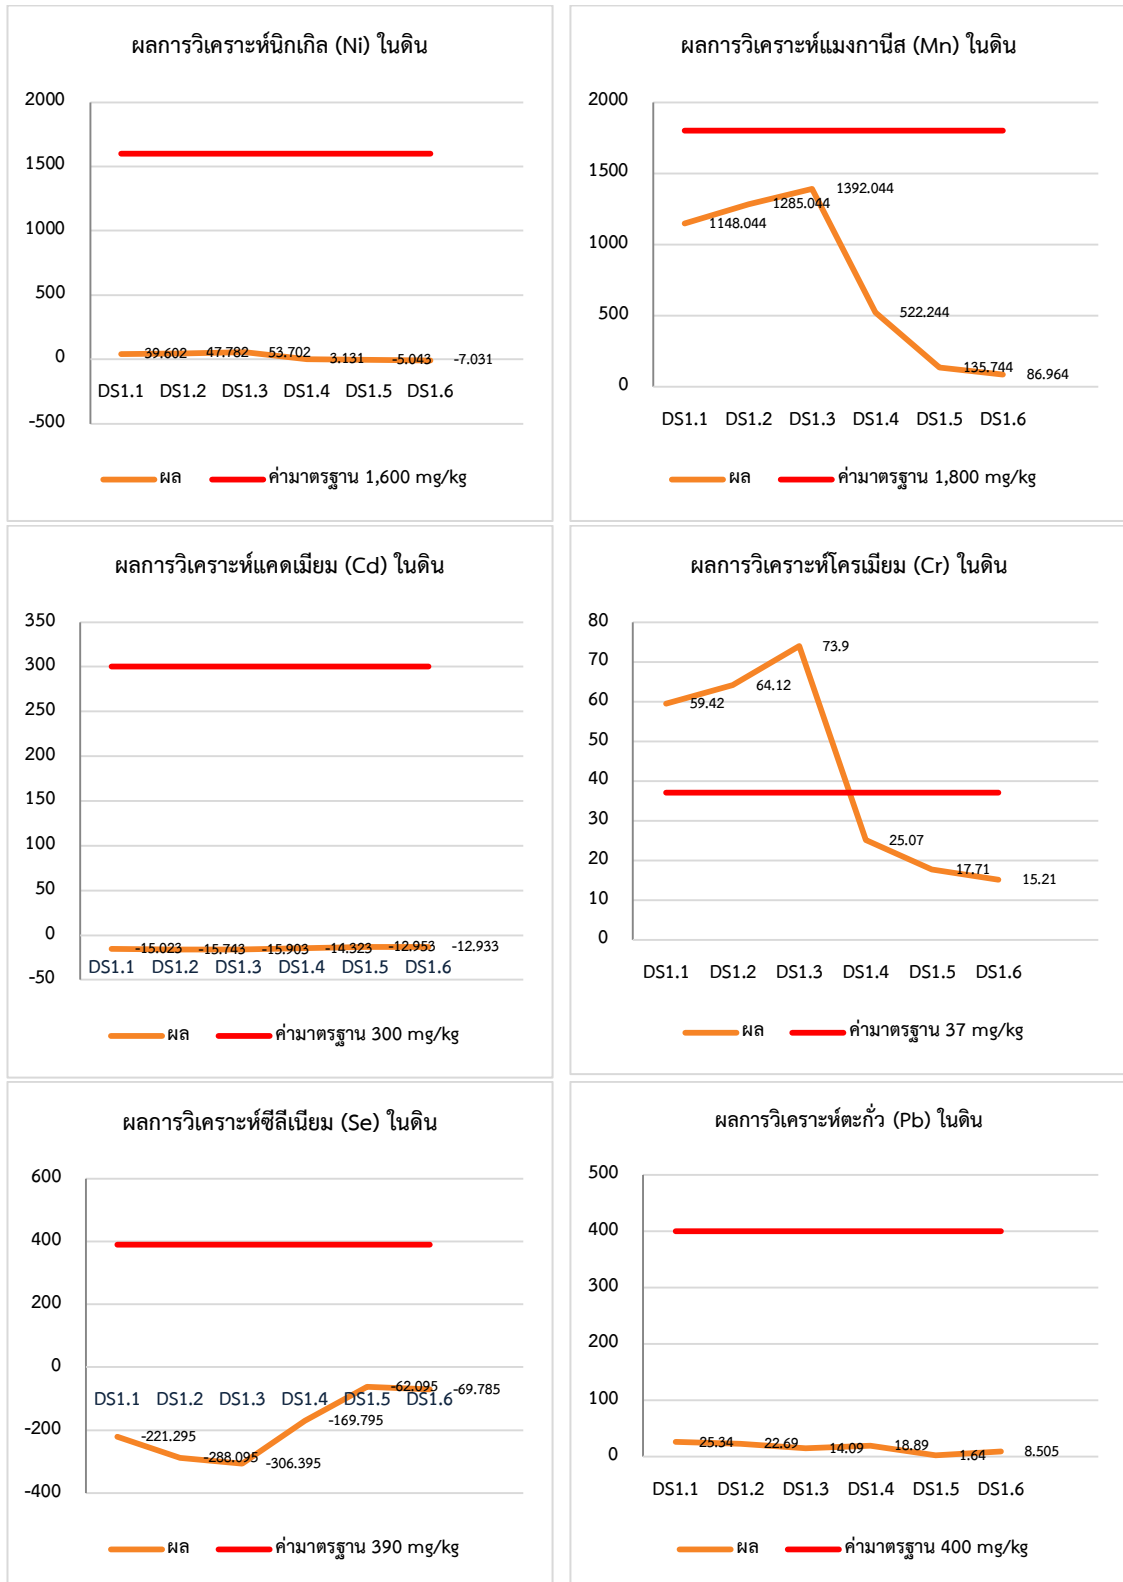 ผลการวิเคราะห์นิกเกิล (Ni) ในดิน
2000
1500
1000
500
0
-500
39.602 47.782 53.702 3.131 -5.043 -7.031
DS1.1 DS1.2 DS1.3 DS1.4 DS1.5 DS1.6
ผล ค่ามาตรฐาน 1,600 mg/kg
ผลการวิเคราะห์แมงกานีส (Mn) ในดิน
2000
1500
1000
500
0
1148.044 1285.044 1392.044 522.244 135.744 86.964
DS1.1 DS1.2 DS1.3 DS1.4 DS1.5 DS1.6
ผล ค่ามาตรฐาน 1,800 mg/kg
ผลการวิเคราะห์แคดเมียม (Cd) ในดิน
350
300
250
200
150
100
50
0
-50
-15.023 -15.743 -15.903 -14.323 -12.953 -12.933
DS1.1 DS1.2 DS1.3 DS1.4 DS1.5 DS1.6
ผล ค่ามาตรฐาน 300 mg/kg
ผลการวิเคราะห์โครเมียม (Cr) ในดิน
80
70
60
50
40
30
20
10
0
59.42 64.12 73.9 25.07 17.71 15.21
DS1.1 DS1.2 DS1.3 DS1.4 DS1.5 DS1.6
ผล ค่ามาตรฐาน 37 mg/kg
ผลการวิเคราะห์ซีลีเนียม (Se) ในดิน
600
400
200
0
-200
-400
DS1.1 DS1.2 DS1.3 DS1.4 DS1.5 DS1.6
-221.295 -288.095 -306.395 -169.795 -62.095 -69.785
ผล ค่ามาตรฐาน 390 mg/kg
ผลการวิเคราะห์ตะกั่ว (Pb) ในดิน
500
400
300
200
100
0
25.34 22.69 14.09 18.89 1.64 8.505
DS1.1 DS1.2 DS1.3 DS1.4 DS1.5 DS1.6
ผล ค่ามาตรฐาน 400 mg/kg